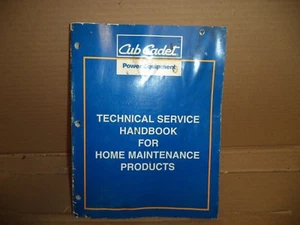 Cub Cadet
Power Equipment
TECHNICAL SERVICE
HANDBOOK
FOR
HOME MAINTENANCE
PRODUCTS